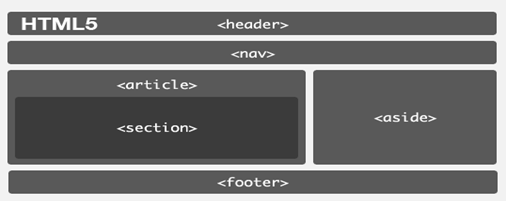 HTML5 <header>
<nav>
<article>
<section>
<aside>
<footer>